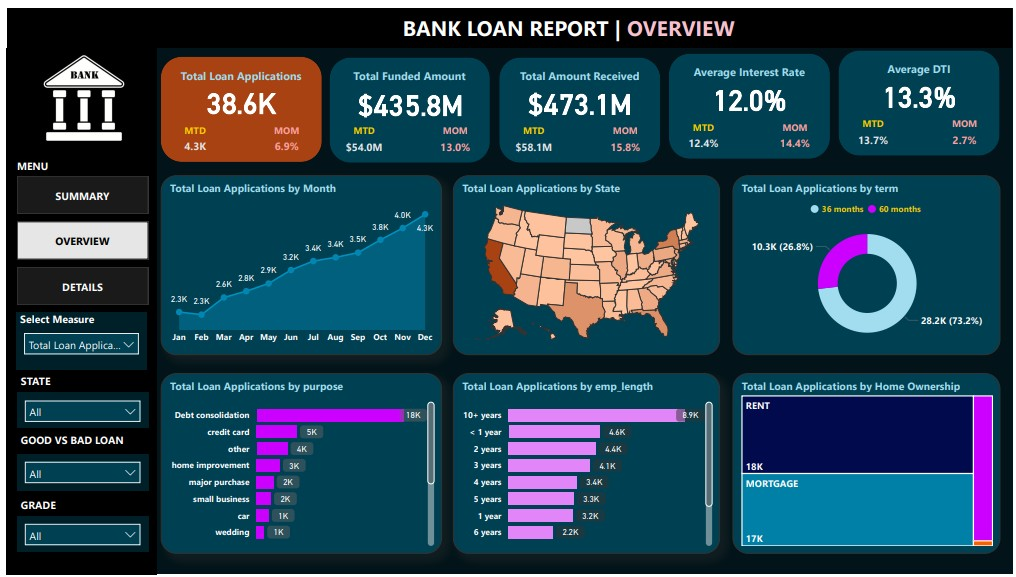 BANK LOAN REPORT | OVERVIEW
BANK
MENU
SUMMARY
OVERVIEW
DETAILS
Select Measure
Total Loan Applica...
STATE
All
GOOD VS BAD LOAN
All
GRADE
All
Total Loan Applications
38.6K
MTD MOM
4.3K 6.9%
Total Funded Amount
$435.8M
MTD MOM
$54.0M 13.0%
Total Amount Received
$473.1M
MTD MOM
$58.1M 15.8%
Average Interest Rate
12.0%
MTD MOM
12.4% 14.4%
Average DTI
13.3%
MTD MOM
13.7% 2.7%
Total Loan Applications by Month
2.3K 2.3K 2.6K 2.8K 2.9K 3.2K 3.4K 3.4K 3.5K 3.8K 4.0K 4.3K
Jan Feb Mar Apr May Jun Jul Aug Sep Oct Nov Dec
Total Loan Applications by State
Total Loan Applications by term
36 months 60 months
10.3K (26.8%)
28.2K (73.2%)
Total Loan Applications by purpose
Debt consolidation 18K
credit card 5K
other 4K
home improvement 3K
major purchase 2K
small business 2K
car 1K
wedding 1K
Total Loan Applications by emp_length
10+ years 8.9K
< 1 year 4.6K
2 years 4.4K
3 years 4.1K
4 years 3.4K
5 years 3.3K
1 year 3.2K
6 years 2.2K
Total Loan Applications by Home Ownership
RENT
18K
MORTGAGE
17K